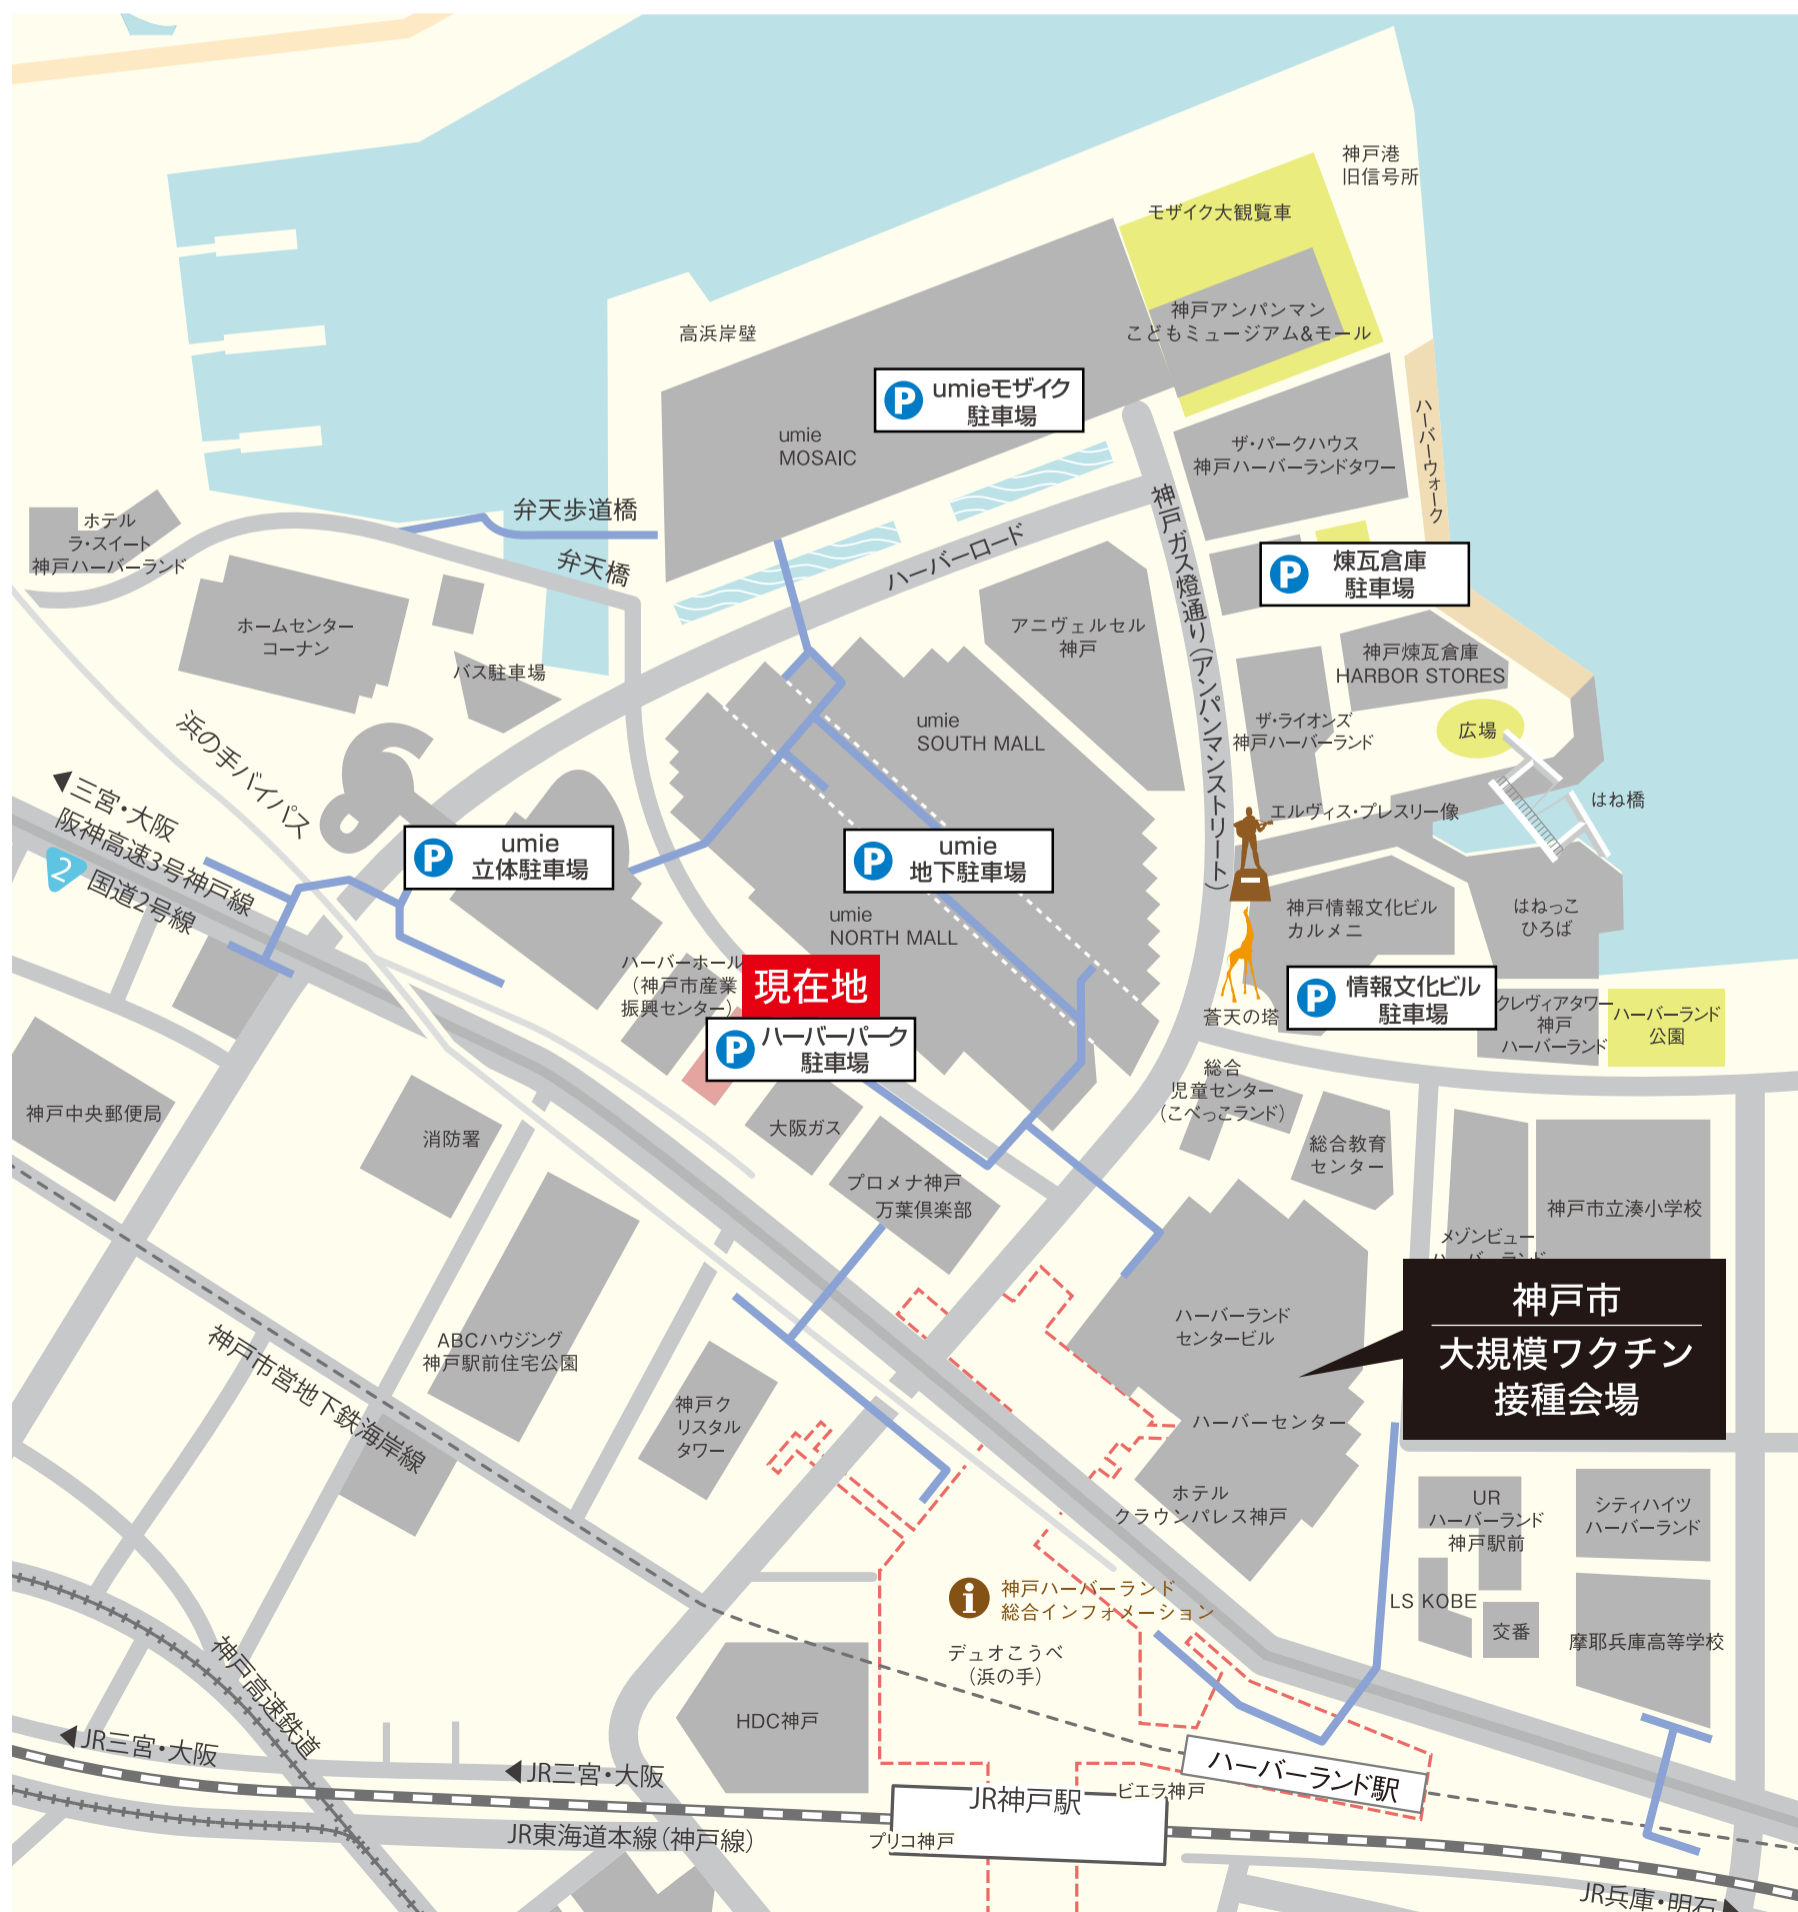 神戸港
旧信号所
モザイク大観覧車
神戸アンパンマン
こどもミュージアム&モール
高浜岸壁
P
umieモザイク
駐車場
umie
MOSAIC
ザ・パークハウス
神戸ハーバーランドタワー
ハーバーウォーク
ホテル
ラ・スイート
神戸ハーバーランド
弁天歩道橋
弁天橋
ハーバーロード
神戸ガス燈通り(アンパンマンストリート)
P
煉瓦倉庫
駐車場
ホームセンター
コーナン
バス駐車場
アニヴェルセル
神戸
神戸煉瓦倉庫
HARBOR STORES
umie
SOUTH MALL
ザ・ライオンズ
神戸ハーバーランド
広場
はね橋
浜の手バイパス
三宮・大阪
阪神高速3号神戸線
2
国道2号線
エルヴィス・プレスリー像
P
umie
立体駐車場
P
umie
地下駐車場
umie
NORTH MALL
神戸情報文化ビル
カルメニ
はねっこ
ひろば
ハーバーホール
(神戸市産業
振興センター)
現在地
P
ハーバーパーク
駐車場
蒼天の塔
P
情報文化ビル
駐車場
クレヴィアタワー
神戸
ハーバーランド
ハーバーランド
公園
神戸中央郵便局
消防署
大阪ガス
総合
児童センター
(こべっこランド)
総合教育
センター
プロメナ神戸
万葉倶楽部
神戸市立湊小学校
メゾンビュー
ハーバーランド
神戸市
大規模ワクチン
接種会場
ハーバーランド
センタービル
ABCハウジング
神戸駅前住宅公園
神戸市営地下鉄海岸線
神戸ク
リスタル
タワー
ハーバーセンター
ホテル
クラウンパレス神戸
UR
ハーバーランド
神戸駅前
シティハイツ
ハーバーランド
i
神戸ハーバーランド
総合インフォメーション
LS KOBE
交番
摩耶兵庫高等学校
デュオこうべ
(浜の手)
神戸高速鉄道
HDC神戸
JR三宮・大阪
JR三宮・大阪
ハーバーランド駅
JR神戸駅
ビエラ神戸
プリコ神戸
JR東海道本線(神戸線)
JR兵庫・明石